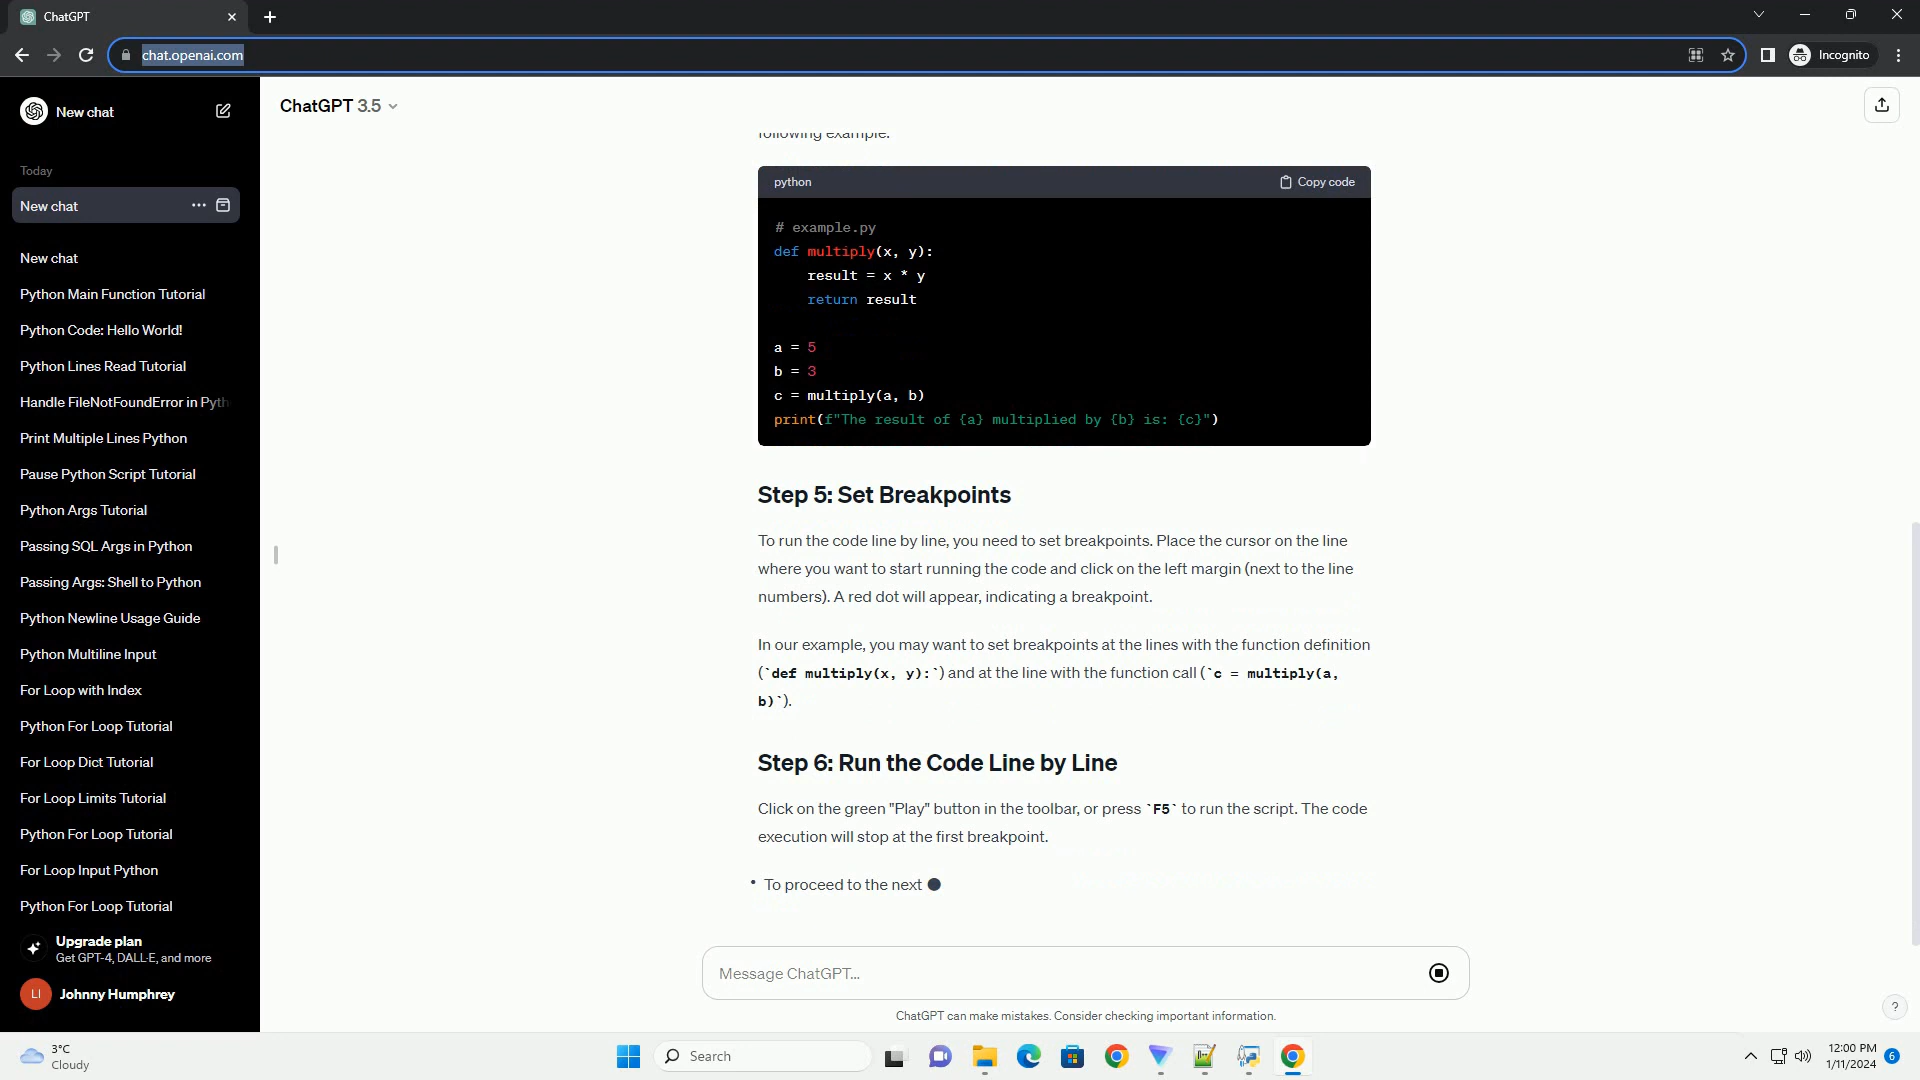 ChatGPT
chat.openai.com
Incognito
New chat
ChatGPT 3.5
Today
New chat
New chat
Python Main Function Tutorial
Python Code: Hello World!
Python Lines Read Tutorial
Handle FileNotFoundError in Pyth
Print Multiple Lines Python
Pause Python Script Tutorial
Python Args Tutorial
Passing SQL Args in Python
Passing Args: Shell to Python
Python Newline Usage Guide
Python Multiline Input
For Loop with Index
Python For Loop Tutorial
For Loop Dict Tutorial
For Loop Limits Tutorial
Python For Loop Tutorial
For Loop Input Python
Python For Loop Tutorial
Upgrade plan
Get GPT-4, DALL·E, and more
LI
Johnny Humphrey
following example:
python
Copy code
# example.py
def multiply(x, y):
    result = x * y
    return result
a = 5
b = 3
c = multiply(a, b)
print(f"The result of {a} multiplied by {b} is: {c}")
Step 5: Set Breakpoints
To run the code line by line, you need to set breakpoints. Place the cursor on the line
where you want to start running the code and click on the left margin (next to the line
numbers). A red dot will appear, indicating a breakpoint.
In our example, you may want to set breakpoints at the lines with the function definition
(`def multiply(x, y):`) and at the line with the function call (`c = multiply(a,
b)`).
Step 6: Run the Code Line by Line
Click on the green "Play" button in the toolbar, or press `F5` to run the script. The code
execution will stop at the first breakpoint.
• To proceed to the next
Message ChatGPT...
ChatGPT can make mistakes. Consider checking important information.
?
3°C
Cloudy
Search
12:00 PM
1/11/2024
6